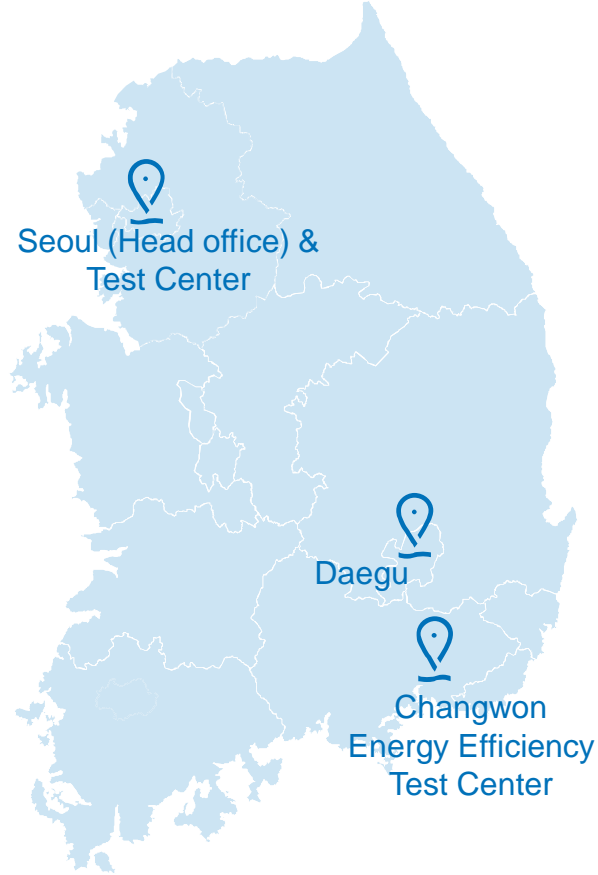 Seoul (Head office) &
Test Center
Daegu
Changwon
Energy Efficiency
Test Center